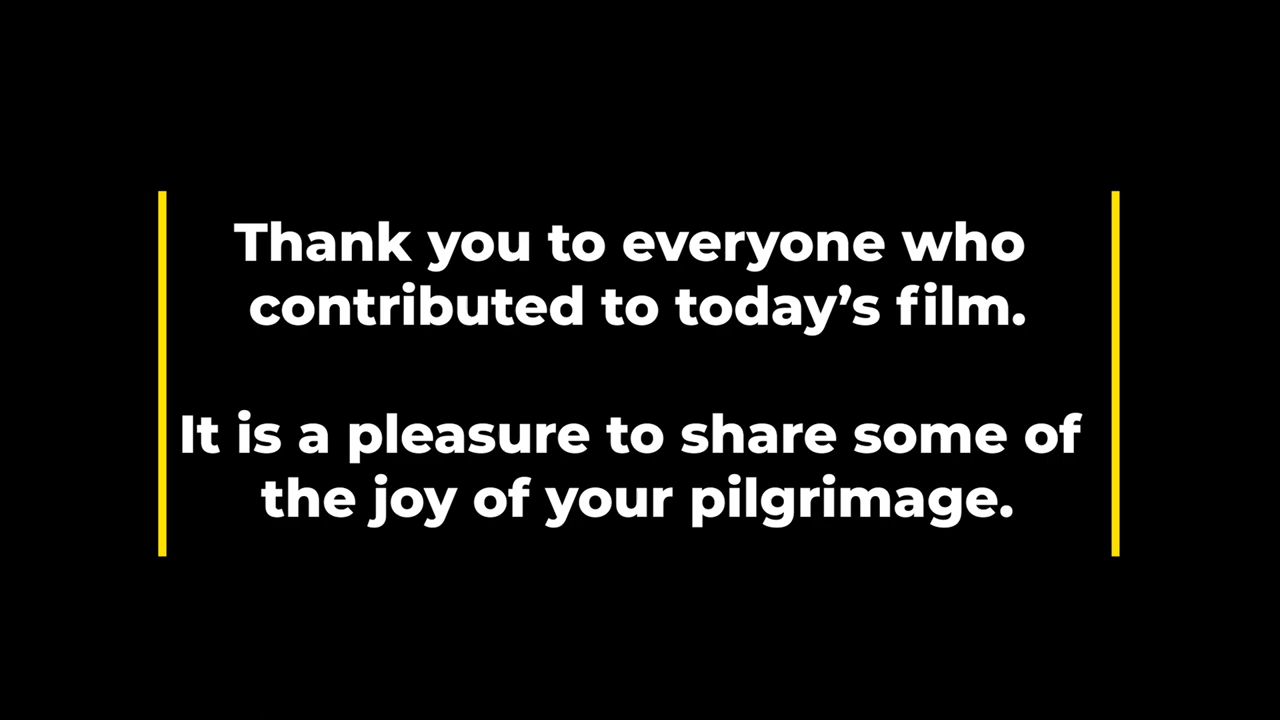 Thank you to everyone who
contributed to today’s film.
It is a pleasure to share some of
the joy of your pilgrimage.